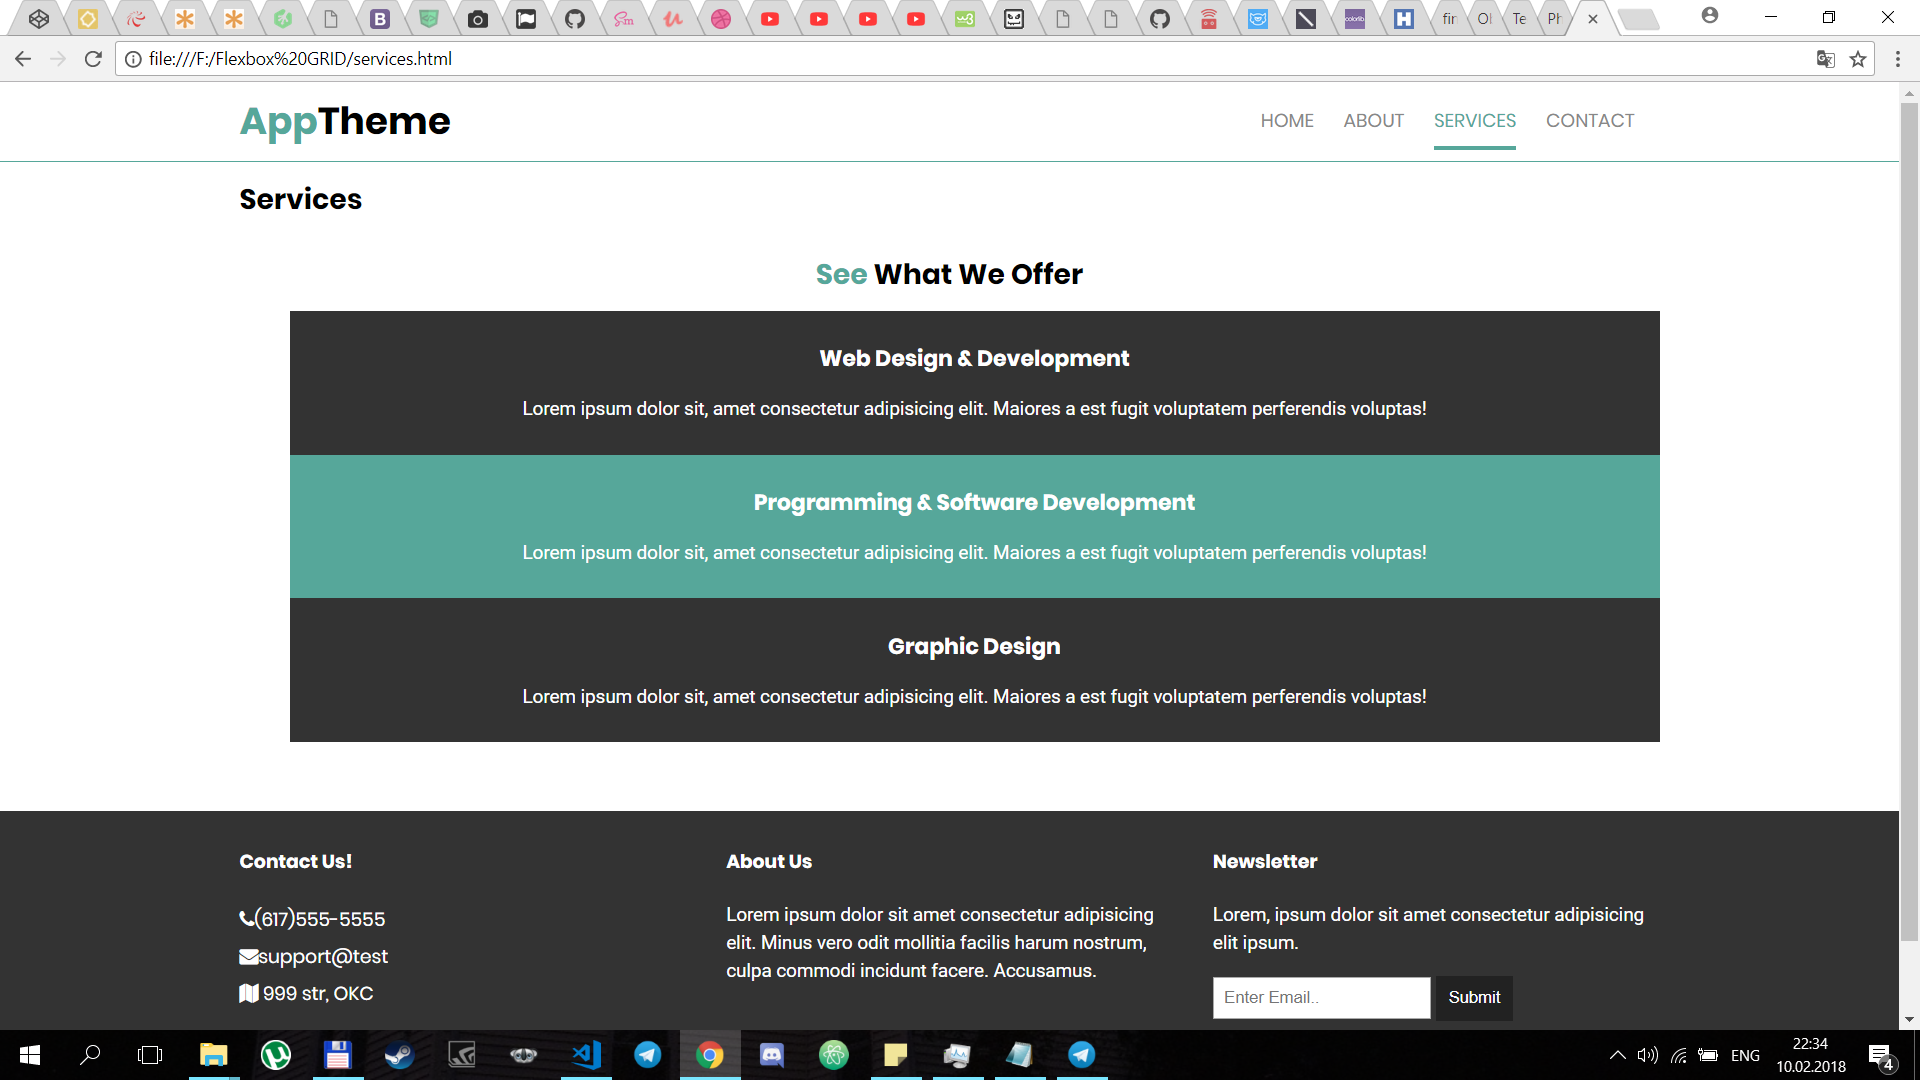 Sm
w3
colorlib
H
fir
Ol
Te
Ph
file:///F:/Flexbox%20GRID/services.html
AppTheme
HOME ABOUT SERVICES CONTACT
Services
See What We Offer
Web Design & Development
Lorem ipsum dolor sit, amet consectetur adipisicing elit. Maiores a est fugit voluptatem perferendis voluptas!
Programming & Software Development
Lorem ipsum dolor sit, amet consectetur adipisicing elit. Maiores a est fugit voluptatem perferendis voluptas!
Graphic Design
Lorem ipsum dolor sit, amet consectetur adipisicing elit. Maiores a est fugit voluptatem perferendis voluptas!
Contact Us!
(617)555-5555
support@test
999 str, OKC
About Us
Lorem ipsum dolor sit amet consectetur adipisicing
elit. Minus vero odit mollitia facilis harum nostrum,
culpa commodi incidunt facere. Accusamus.
Newsletter
Lorem, ipsum dolor sit amet consectetur adipisicing
elit ipsum.
Enter Email.. Submit
ENG
22:34
10.02.2018
4